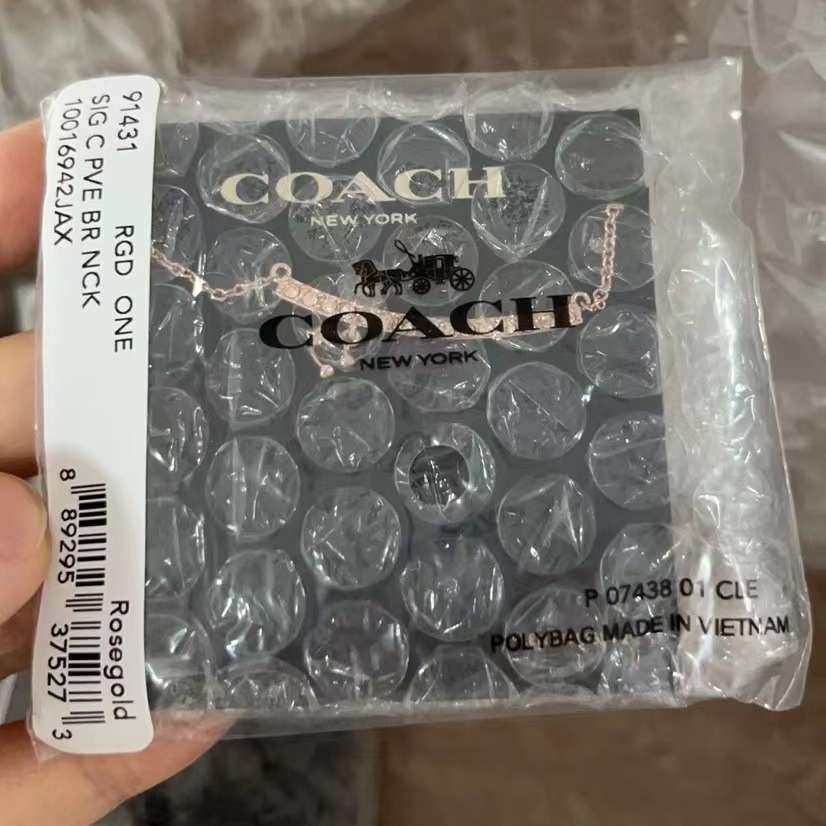 91431 RGD ONE
SIG C PVE BR NCK
10016942JAX
Rosegold
8 89295 37527 3
COACH
NEW YORK
COACH
NEW YORK
P 07438 01 CLE
POLYBAG MADE IN VIETNAM